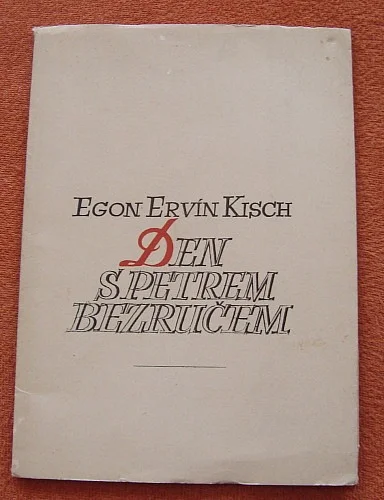 EGON ERVÍN KISCH
DEN
S PETREM
BEZRUČEM